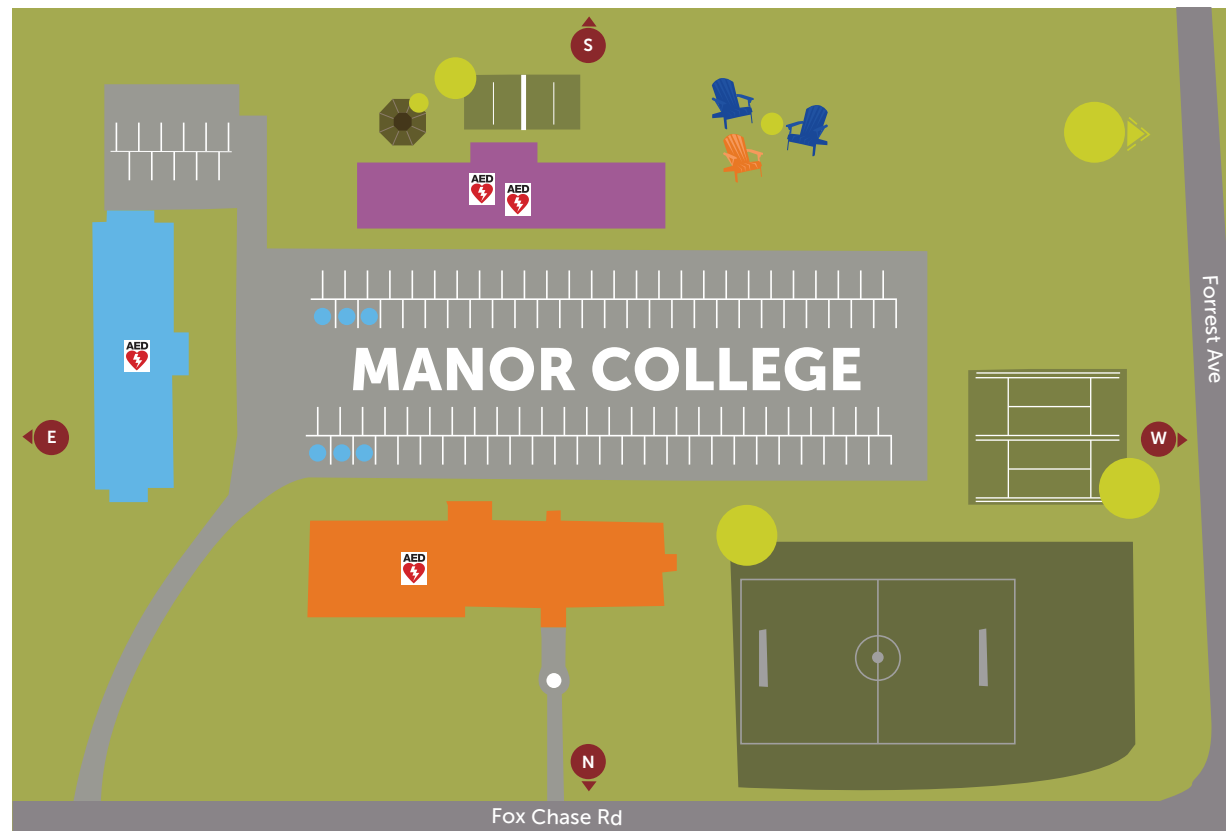 S
AED
AED
Forrest Ave
AED
MANOR COLLEGE
E
W
AED
N
Fox Chase Rd